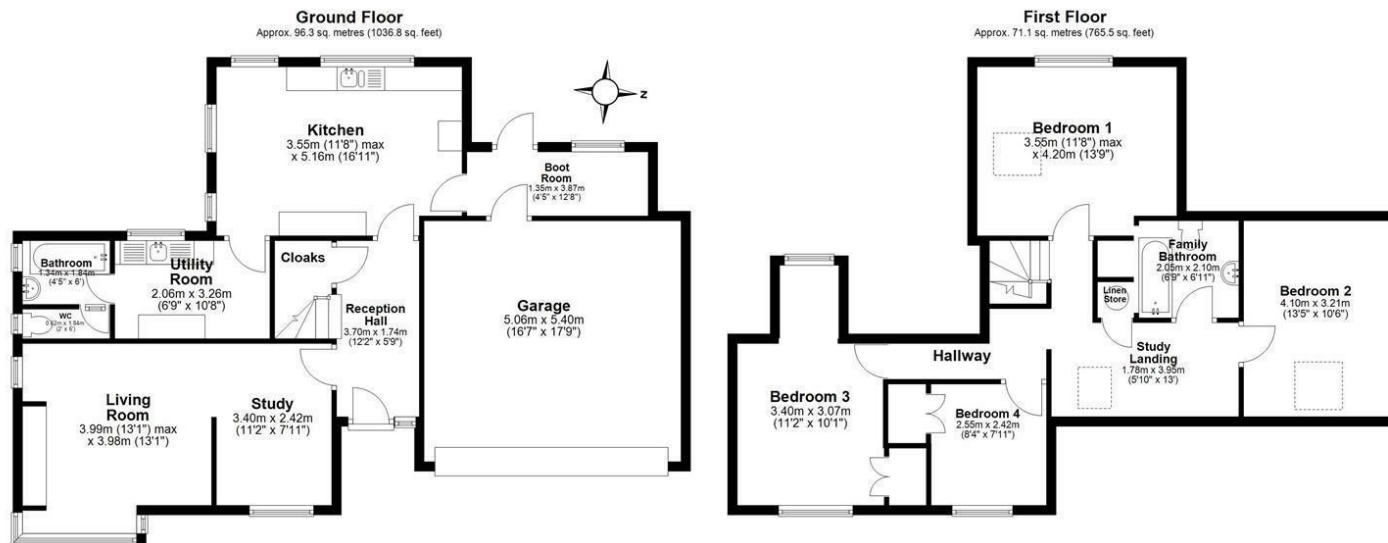 Ground Floor
Approx. 96.3 sq. metres (1036.8 sq. feet)
Kitchen
3.55m (11'8") max
x 5.16m (16'11")
z
Boot
Room
1.35m x 3.87m
(4'5" x 12'8")
Bathroom
1.34m x 1.84m
(4'5" x 6')
Utility
Room
2.06m x 3.26m
(6'9" x 10'8")
WC
0.62m x 1.84m
(2' x 6')
Cloaks
Reception
Hall
3.70m x 1.74m
(12'2" x 5'9")
Garage
5.06m x 5.40m
(16'7" x 17'9")
Living
Room
3.99m (13'1") max
x 3.98m (13'1")
Study
3.40m x 2.42m
(11'2" x 7'11")
First Floor
Approx. 71.1 sq. metres (765.5 sq. feet)
Bedroom 1
3.55m (11'8") max
x 4.20m (13'9")
Family
Bathroom
2.05m x 2.10m
(6'9" x 6'11")
Linen
Store
Bedroom 2
4.10m x 3.21m
(13'5" x 10'6")
Hallway
Study
Landing
1.78m x 3.95m
(5'10" x 13')
Bedroom 3
3.40m x 3.07m
(11'2" x 10'1")
Bedroom 4
2.55m x 2.42m
(8'4" x 7'11")